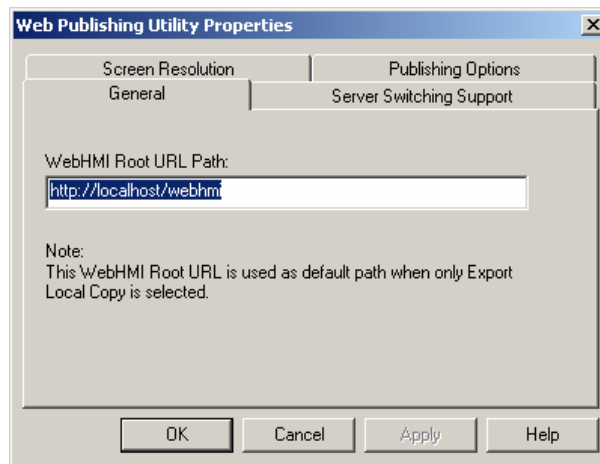 Web Publishing Utility Properties
Screen Resolution
Publishing Options
General
Server Switching Support
WebHMI Root URL Path:
http://localhost/webhmi
Note:
This WebHMI Root URL is used as default path when only Export
Local Copy is selected.
OK
Cancel
Apply
Help